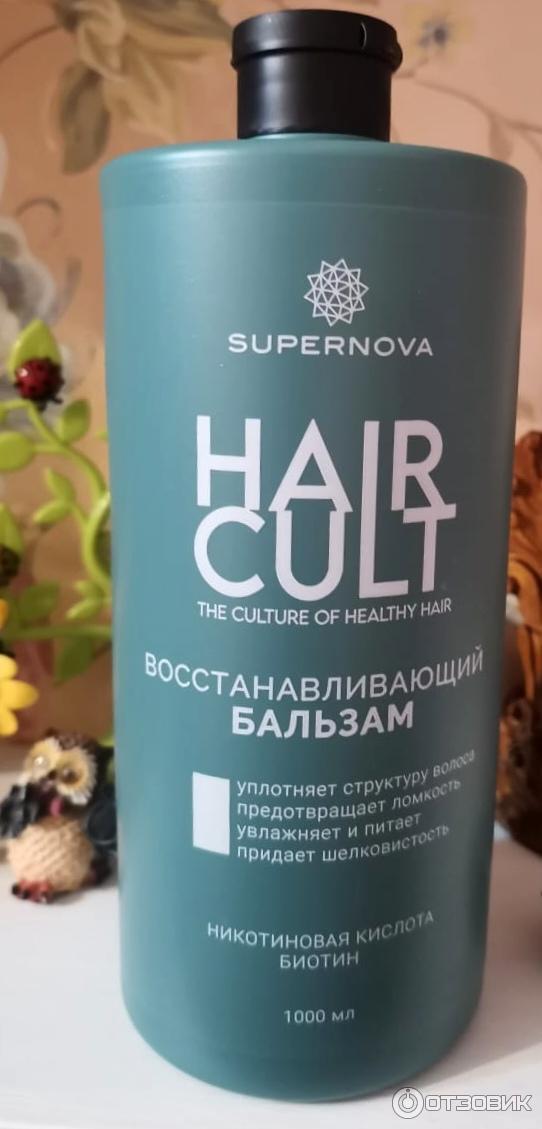 SUPERNOVA
HAIR
CULT
THE CULTURE OF HEALTHY HAIR
ВОССТАНАВЛИВАЮЩИЙ
БАЛЬЗАМ
уплотняет структуру волоса
предотвращает ломкость
увлажняет и питает
придает шелковистость
НИКОТИНОВАЯ КИСЛОТА
БИОТИН
1000 мл
ОТЗОВИК